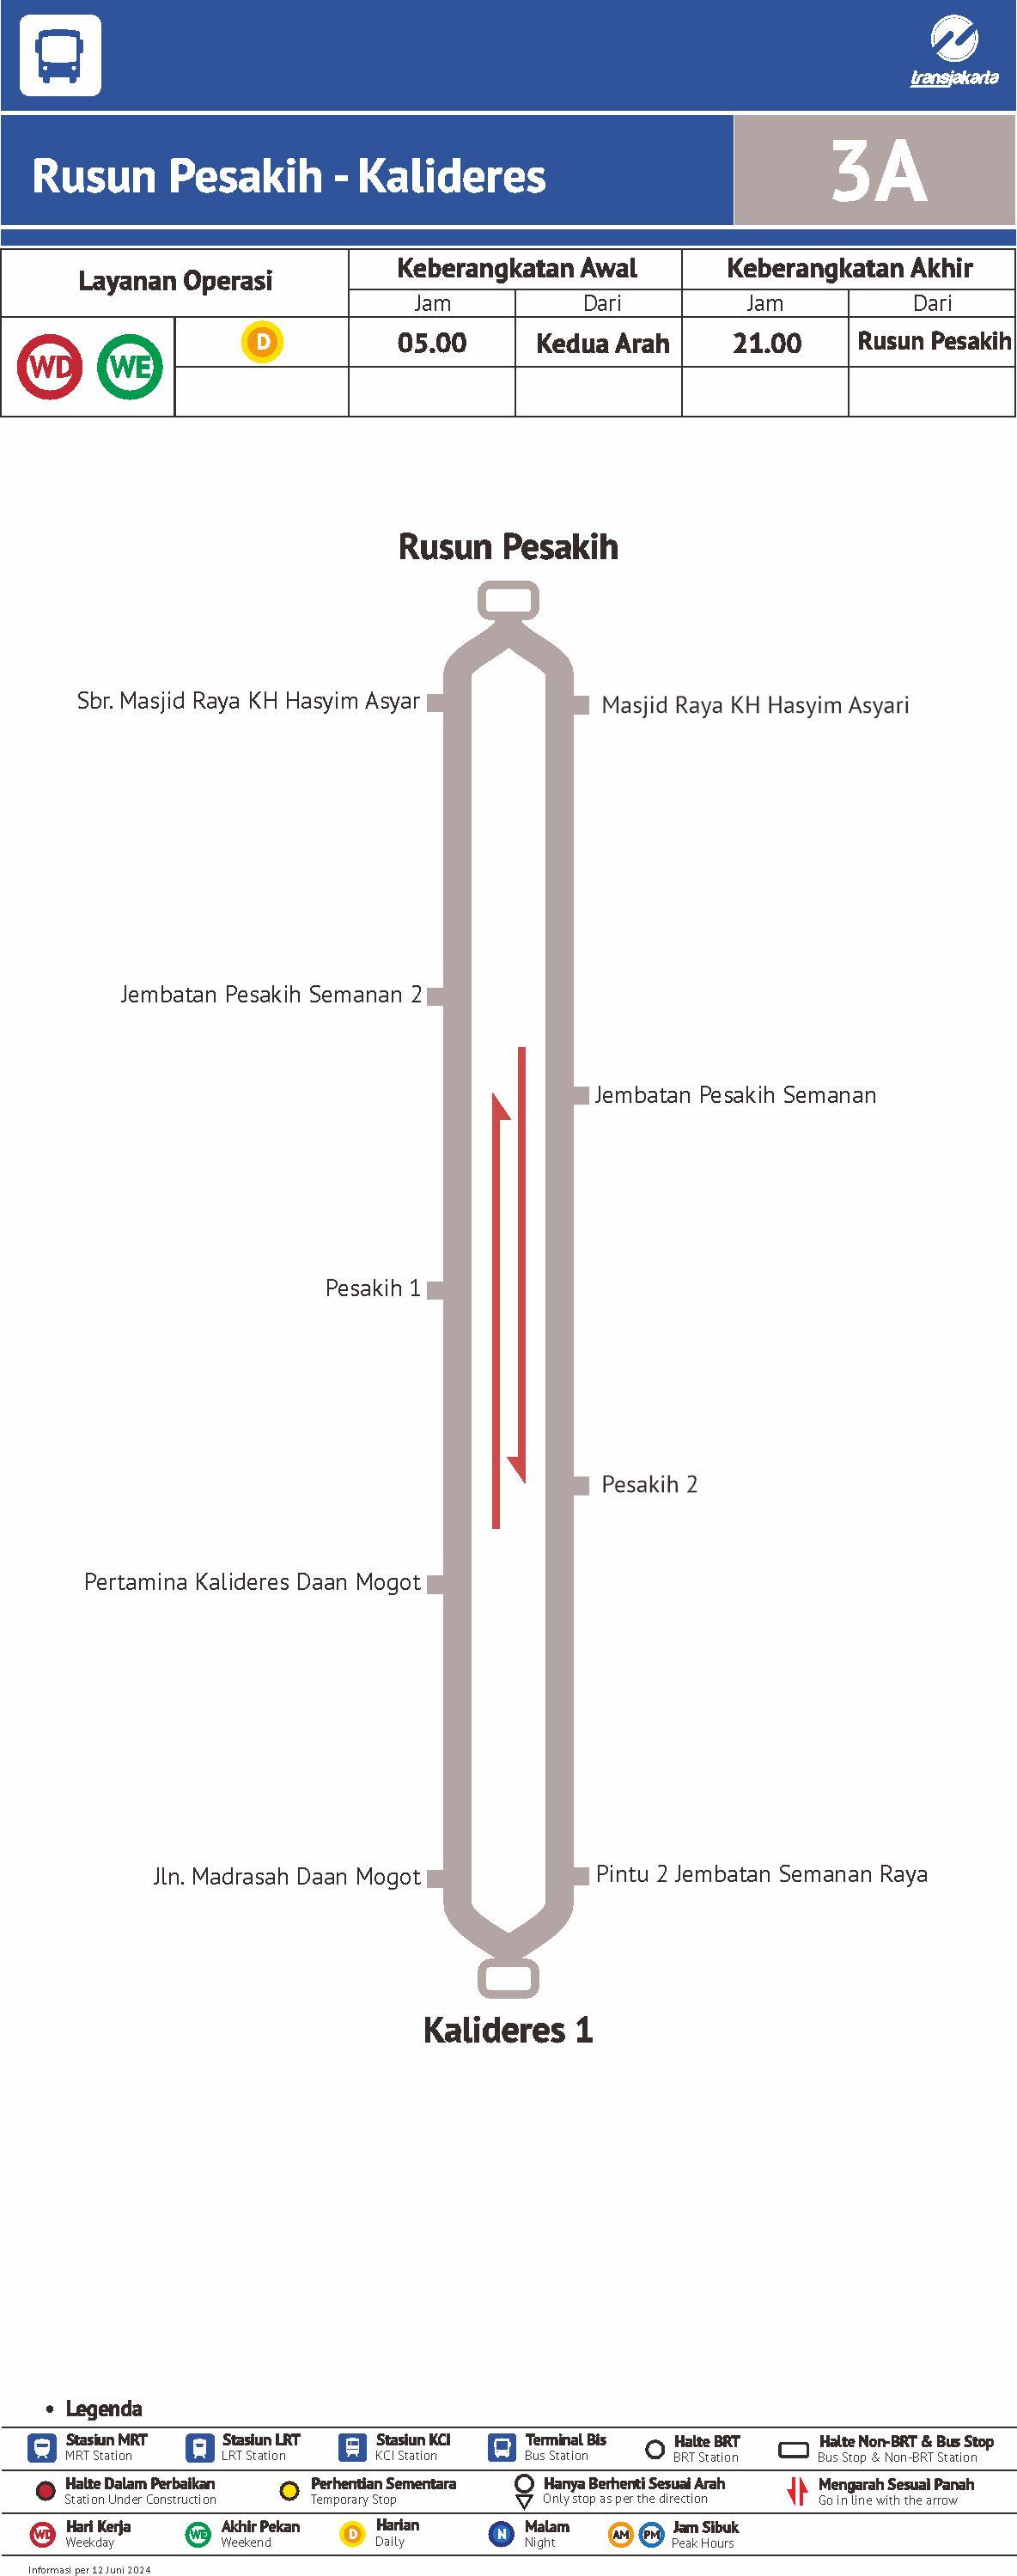 transjakarta
Rusun Pesakih - Kalideres
3A
Layanan Operasi
Keberangkatan Awal
Keberangkatan Akhir
Jam
Dari
Jam
Dari
WD
WE
D
05.00
Kedua Arah
21.00
Rusun Pesakih
Rusun Pesakih
Sbr. Masjid Raya KH Hasyim Asyar
Masjid Raya KH Hasyim Asyari
Jembatan Pesakih Semanan 2
Jembatan Pesakih Semanan
Pesakih 1
Pesakih 2
Pertamina Kalideres Daan Mogot
Jln. Madrasah Daan Mogot
Pintu 2 Jembatan Semanan Raya
Kalideres 1
• Legenda
Stasiun MRT
MRT Station
Stasiun LRT
LRT Station
Stasiun KCI
KCI Station
Terminal Bis
Bus Station
Halte BRT
BRT Station
Halte Non-BRT & Bus Stop
Bus Stop & Non-BRT Station
Halte Dalam Perbaikan
Station Under Construction
Perhentian Sementara
Temporary Stop
Hanya Berhenti Sesuai Arah
Only stop as per the direction
Mengarah Sesuai Panah
Go in line with the arrow
WD
Hari Kerja
Weekday
WE
Akhir Pekan
Weekend
D
Harian
Daily
N
Malam
Night
AM
PM
Jam Sibuk
Peak Hours
Informasi per 12 Juni 2024